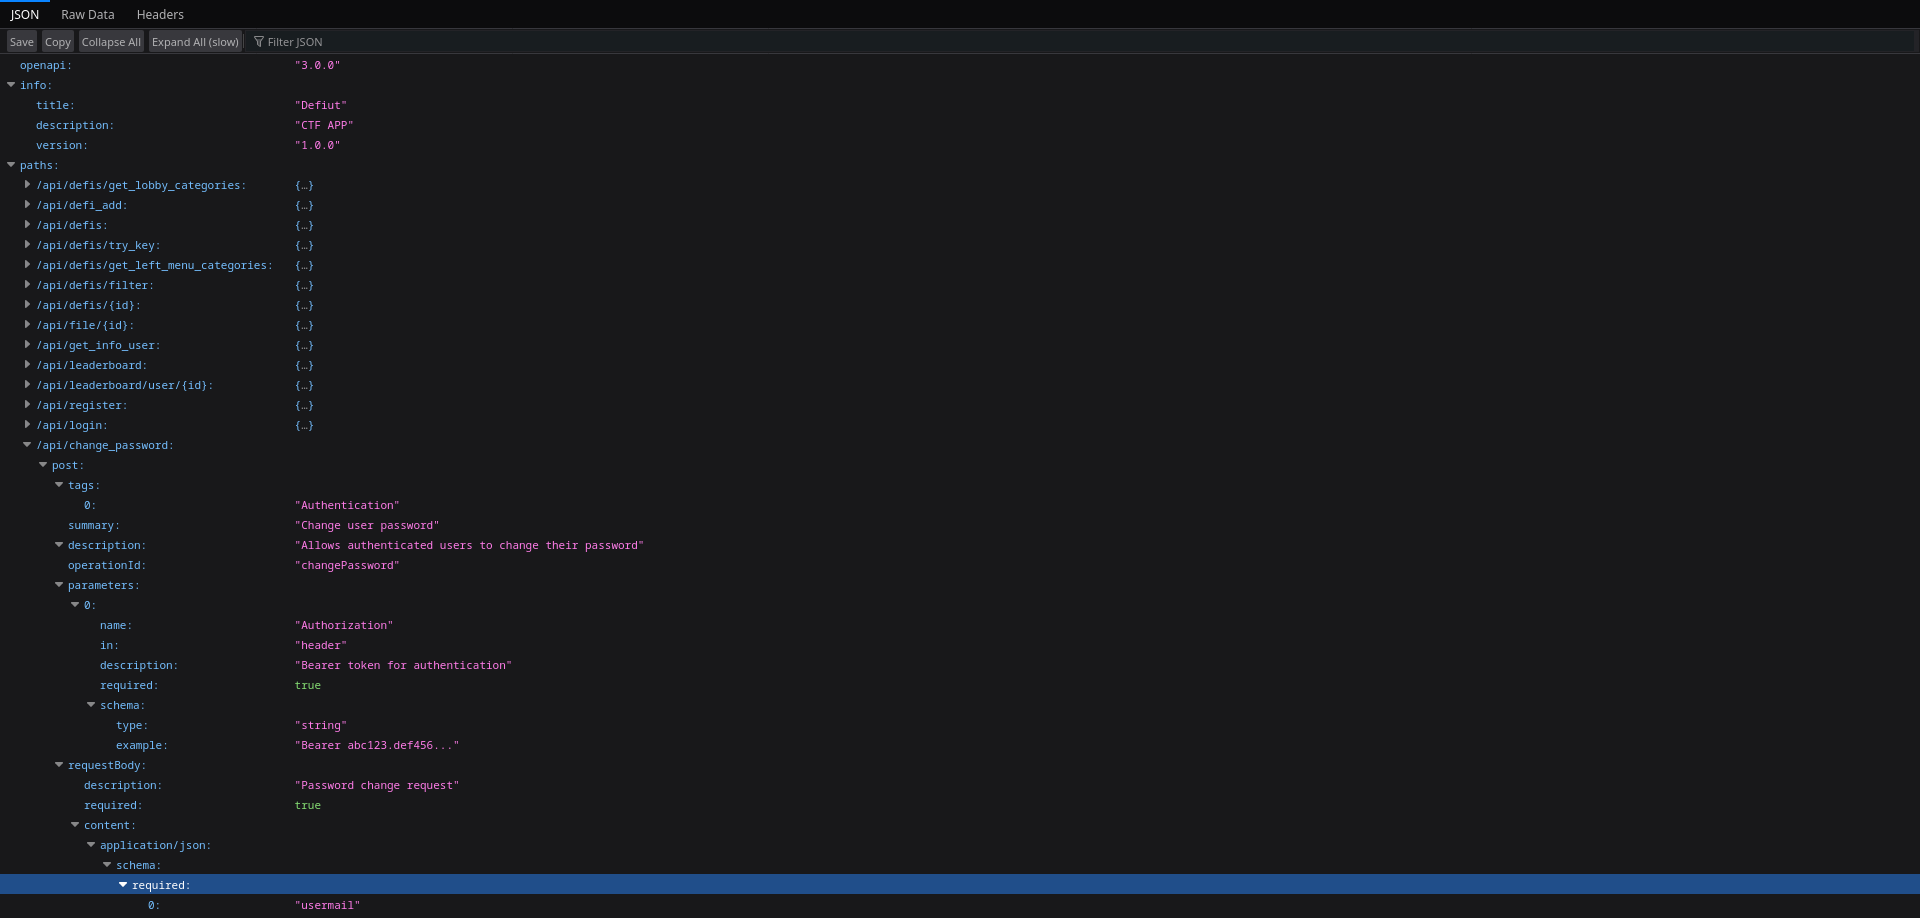 JSON Raw Data Headers
Save Copy Collapse All Expand All (slow) Filter JSON
openapi: "3.0.0"
info:
title: "Defiut"
description: "CTF APP"
version: "1.0.0"
paths:
/api/defis/get_lobby_categories: {…}
/api/defi_add: {…}
/api/defis: {…}
/api/defis/try_key: {…}
/api/defis/get_left_menu_categories: {…}
/api/defis/filter: {…}
/api/defis/{id}: {…}
/api/file/{id}: {…}
/api/get_info_user: {…}
/api/leaderboard: {…}
/api/leaderboard/user/{id}: {…}
/api/register: {…}
/api/login: {…}
/api/change_password:
post:
tags:
0: "Authentication"
summary: "Change user password"
description: "Allows authenticated users to change their password"
operationId: "changePassword"
parameters:
0:
name: "Authorization"
in: "header"
description: "Bearer token for authentication"
required: true
schema:
type: "string"
example: "Bearer abc123.def456..."
requestBody:
description: "Password change request"
required: true
content:
application/json:
schema:
required:
0: "usermail"